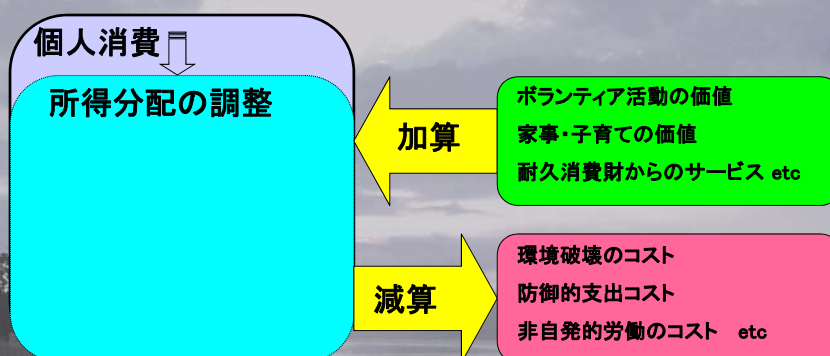 個人消費
所得分配の調整
加算
ボランティア活動の価値
家事・子育ての価値
耐久消費財からのサービス etc
減算
環境破壊のコスト
防御的支出コスト
非自発的労働のコスト etc